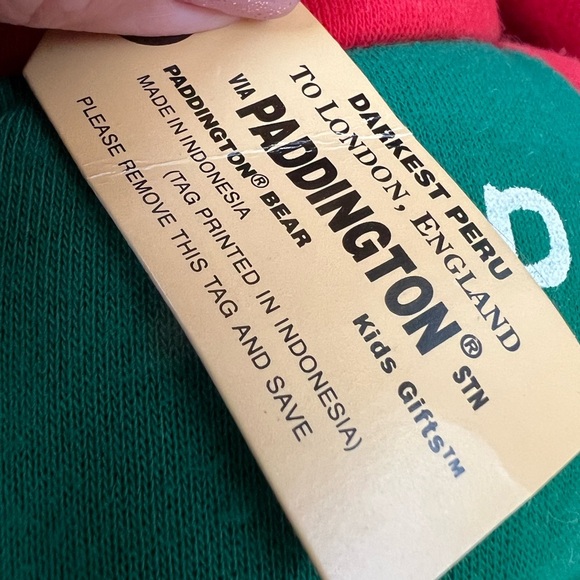 DARKEST PERU
TO LONDON, ENGLAND
VIA PADDINGTON® STN
Kids Gifts™
PADDINGTON® BEAR
MADE IN INDONESIA
(TAG PRINTED IN INDONESIA)
PLEASE REMOVE THIS TAG AND SAVE